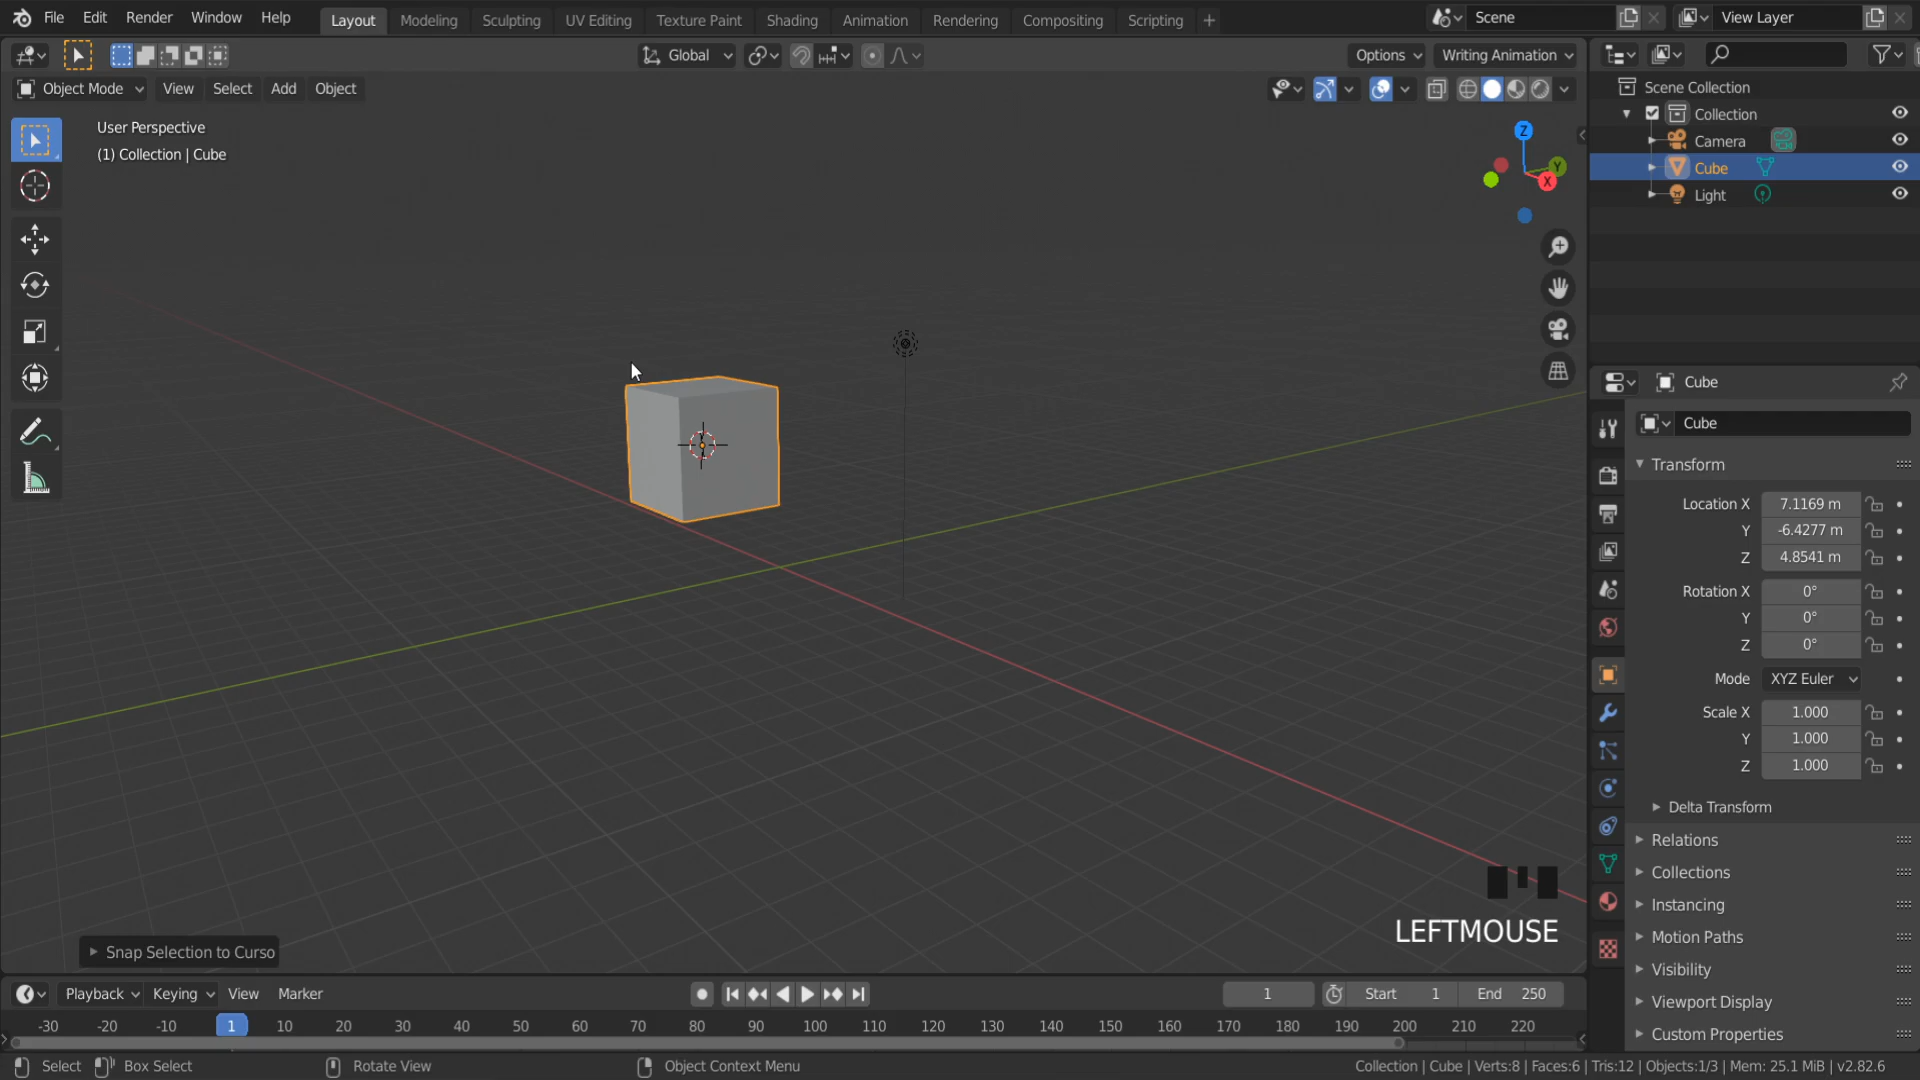 File Edit Render Window Help Layout Modeling Sculpting UV Editing Texture Paint Shading Animation Rendering Compositing Scripting + Scene View Layer
Global Options Writing Animation
Object Mode View Select Add Object
User Perspective
(1) Collection | Cube
Z
Y
X
Scene Collection
Collection
Camera
Cube
Light
Cube
Cube
Transform
Location X 7.1169 m
Y -6.4277 m
Z 4.8541 m
Rotation X 0°
Y 0°
Z 0°
Mode XYZ Euler
Scale X 1.000
Y 1.000
Z 1.000
Delta Transform
Relations
Collections
Instancing
Motion Paths
Visibility
Viewport Display
Custom Properties
LEFTMOUSE
Snap Selection to Curso
Playback Keying View Marker 1 Start 1 End 250
-30 -20 -10 1 10 20 30 40 50 60 70 80 90 100 110 120 130 140 150 160 170 180 190 200 210 220
Select Box Select Rotate View Object Context Menu Collection | Cube | Verts:8 | Faces:6 | Tris:12 | Objects:1/3 | Mem: 25.1 MiB | v2.82.6